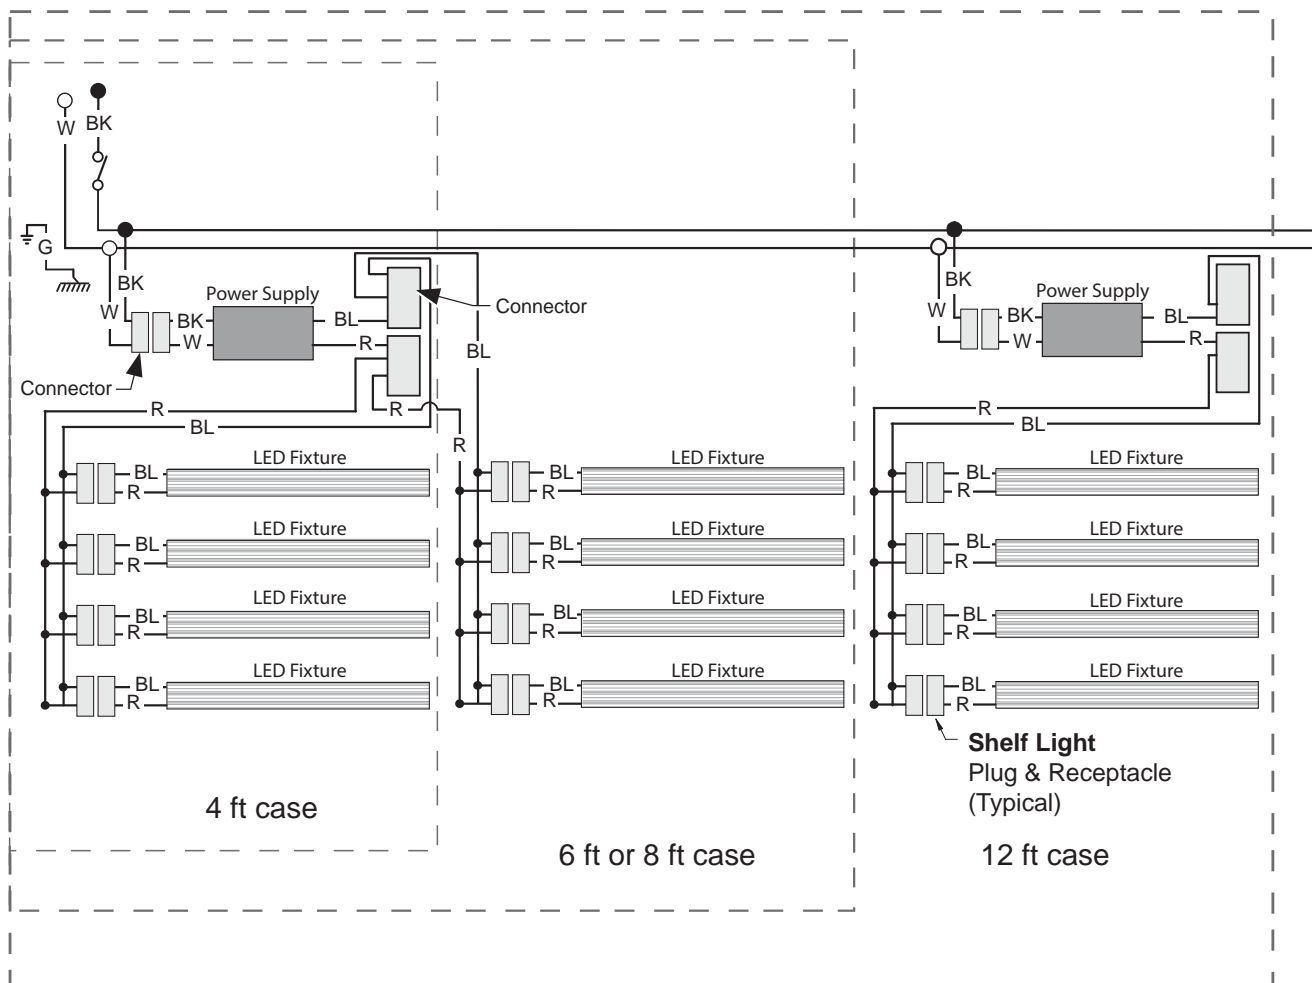 W
BK
G
BK
W
BK
W
Power Supply
BL
R
Connector
Connector
BL
R
R
BL
R
BK
W
BK
W
Power Supply
BL
R
R
BL
LED Fixture
BL
R
LED Fixture
BL
R
LED Fixture
BL
R
LED Fixture
BL
R
LED Fixture
BL
R
LED Fixture
BL
R
LED Fixture
BL
R
LED Fixture
BL
R
LED Fixture
BL
R
LED Fixture
BL
R
LED Fixture
BL
R
LED Fixture
BL
R
Shelf Light
Plug & Receptacle
(Typical)
4 ft case
6 ft or 8 ft case
12 ft case